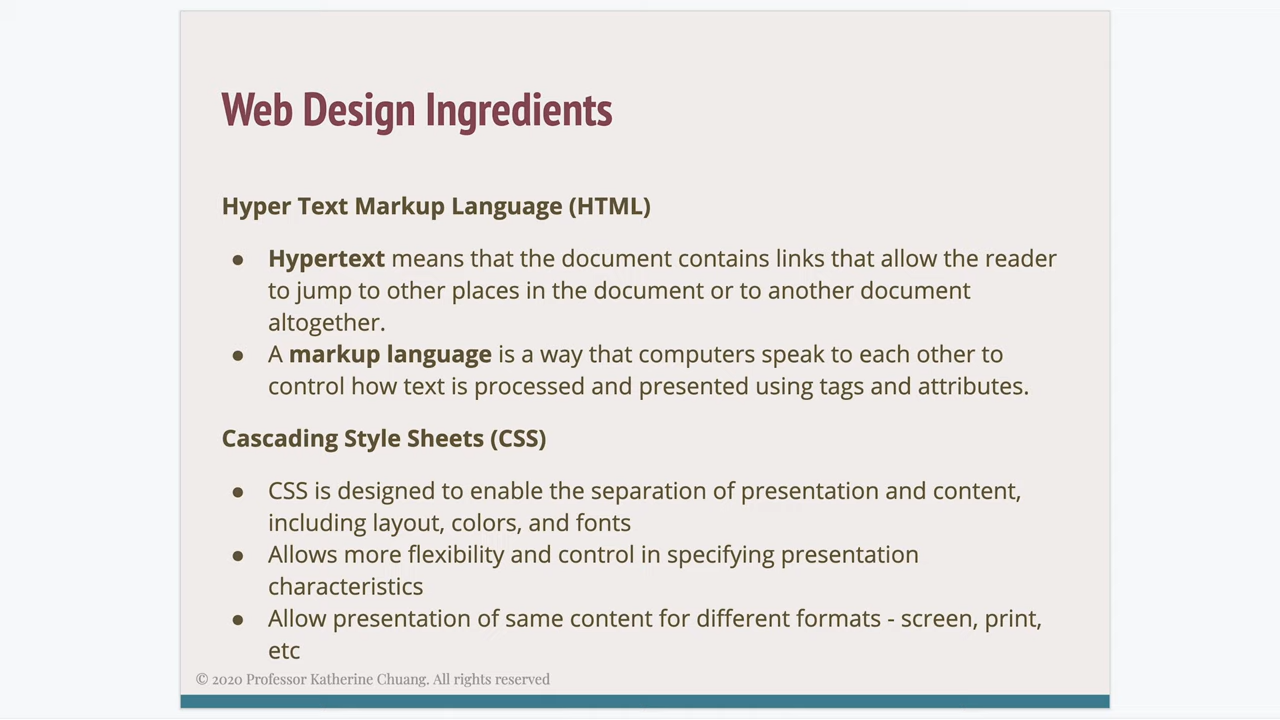 Web Design Ingredients
Hyper Text Markup Language (HTML)
● Hypertext means that the document contains links that allow the reader
to jump to other places in the document or to another document
altogether.
● A markup language is a way that computers speak to each other to
control how text is processed and presented using tags and attributes.
Cascading Style Sheets (CSS)
● CSS is designed to enable the separation of presentation and content,
including layout, colors, and fonts
● Allows more flexibility and control in specifying presentation
characteristics
● Allow presentation of same content for different formats - screen, print,
etc
© 2020 Professor Katherine Chuang. All rights reserved